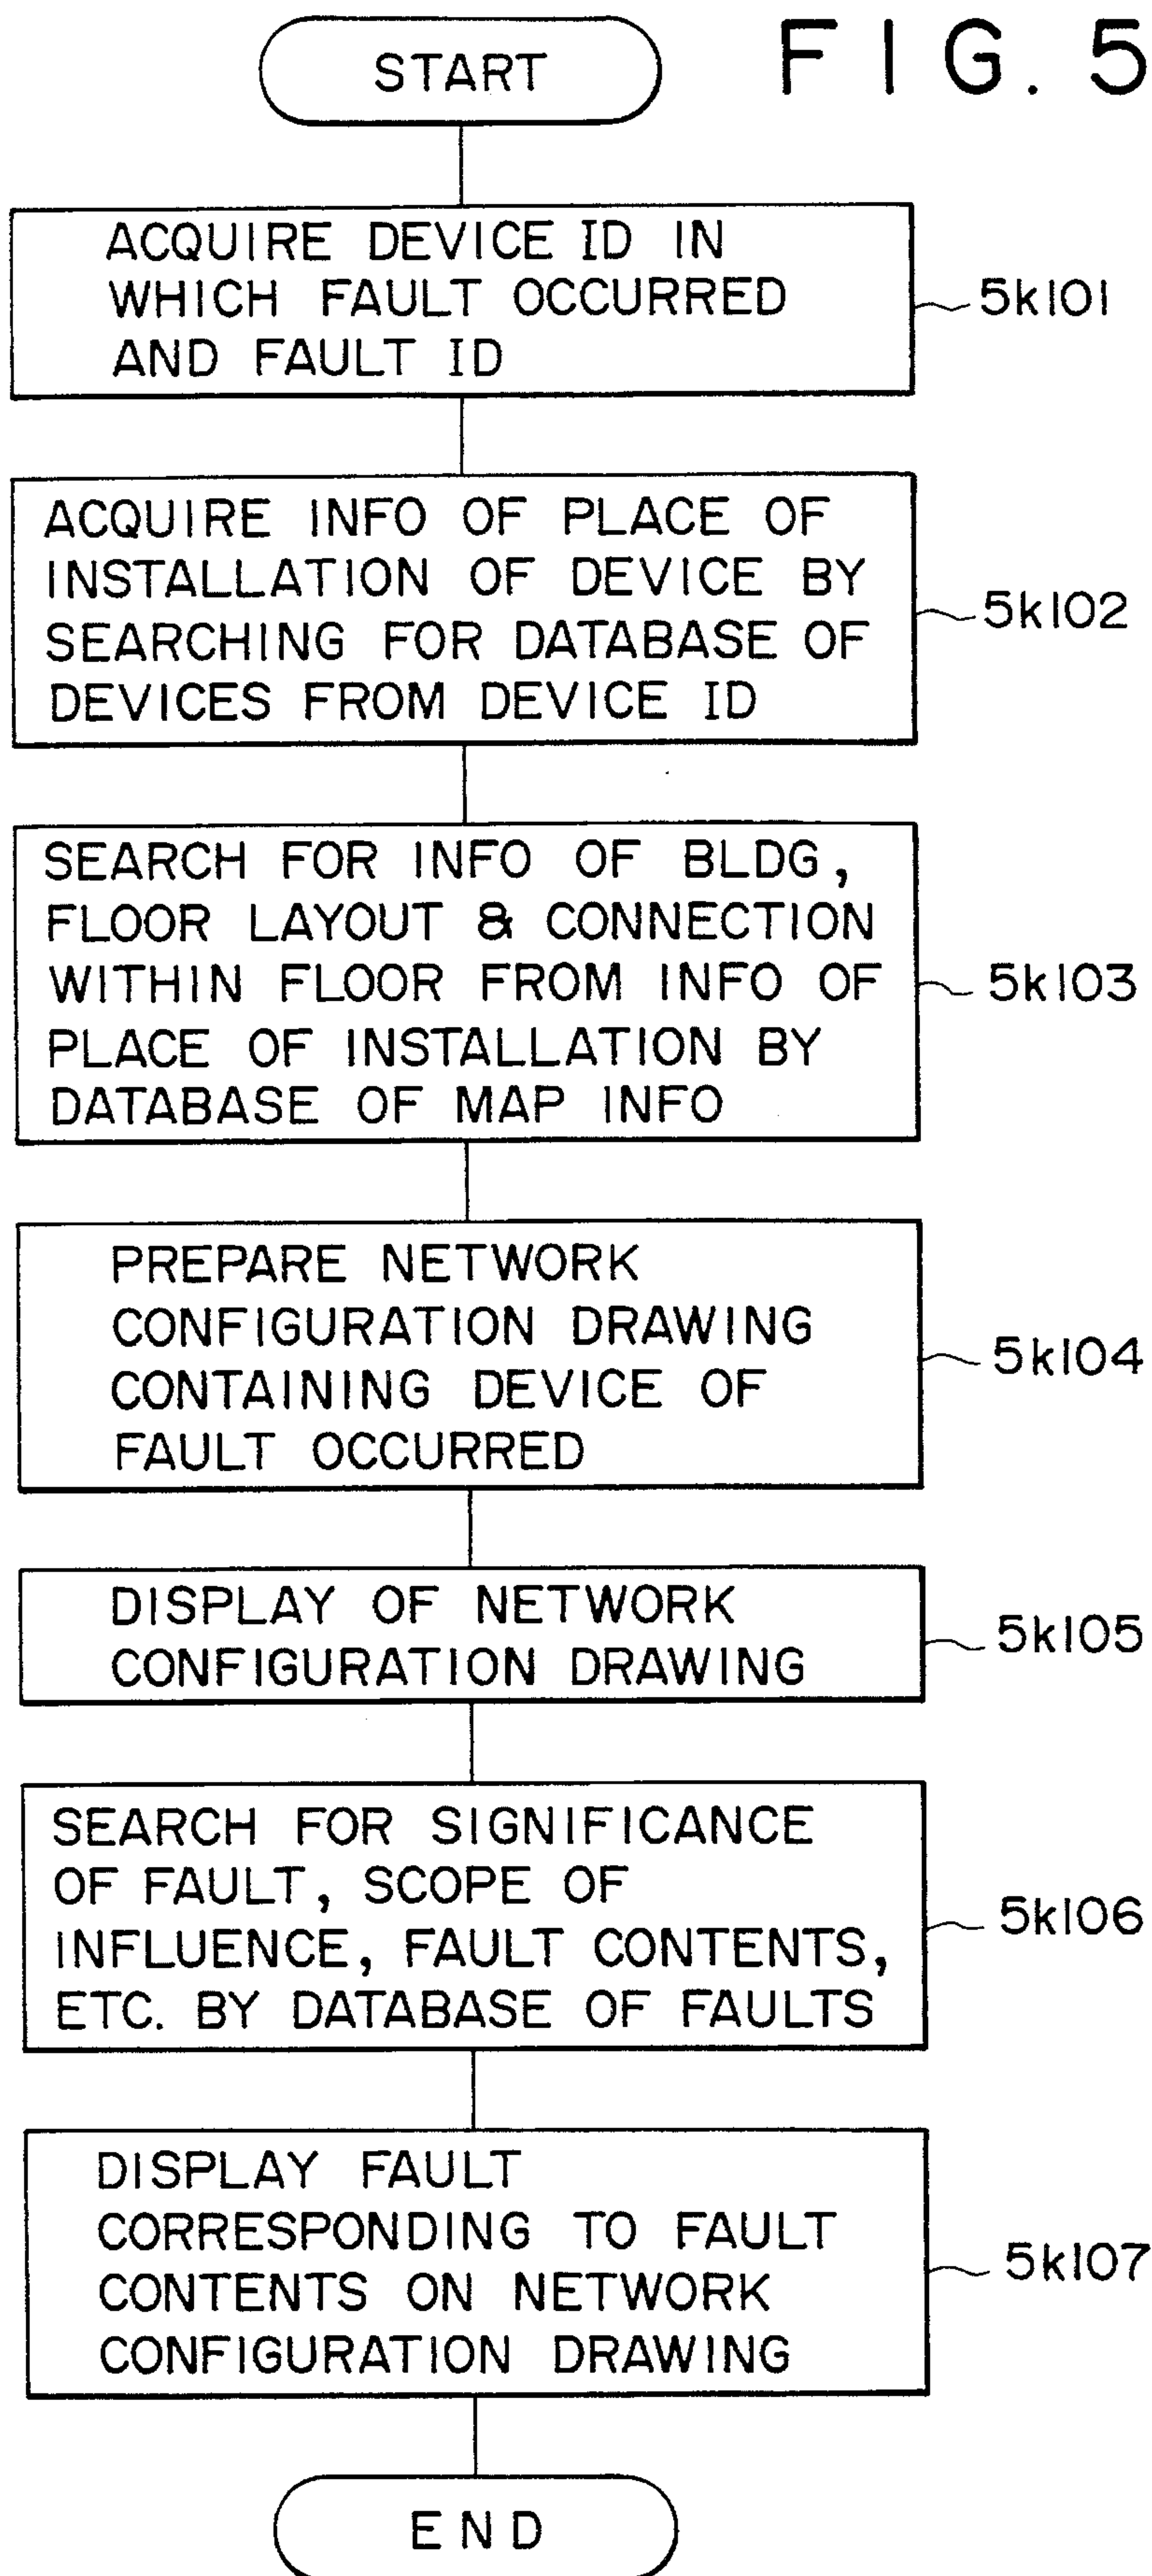 FIG. 5
START
ACQUIRE DEVICE ID IN
WHICH FAULT OCCURRED
AND FAULT ID
5k101
ACQUIRE INFO OF PLACE OF
INSTALLATION OF DEVICE BY
SEARCHING FOR DATABASE OF
DEVICES FROM DEVICE ID
5k102
SEARCH FOR INFO OF BLDG,
FLOOR LAYOUT & CONNECTION
WITHIN FLOOR FROM INFO OF
PLACE OF INSTALLATION BY
DATABASE OF MAP INFO
5k103
PREPARE NETWORK
CONFIGURATION DRAWING
CONTAINING DEVICE OF
FAULT OCCURRED
5k104
DISPLAY OF NETWORK
CONFIGURATION DRAWING
5k105
SEARCH FOR SIGNIFICANCE
OF FAULT, SCOPE OF
INFLUENCE, FAULT CONTENTS,
ETC. BY DATABASE OF FAULTS
5k106
DISPLAY FAULT
CORRESPONDING TO FAULT
CONTENTS ON NETWORK
CONFIGURATION DRAWING
5k107
END